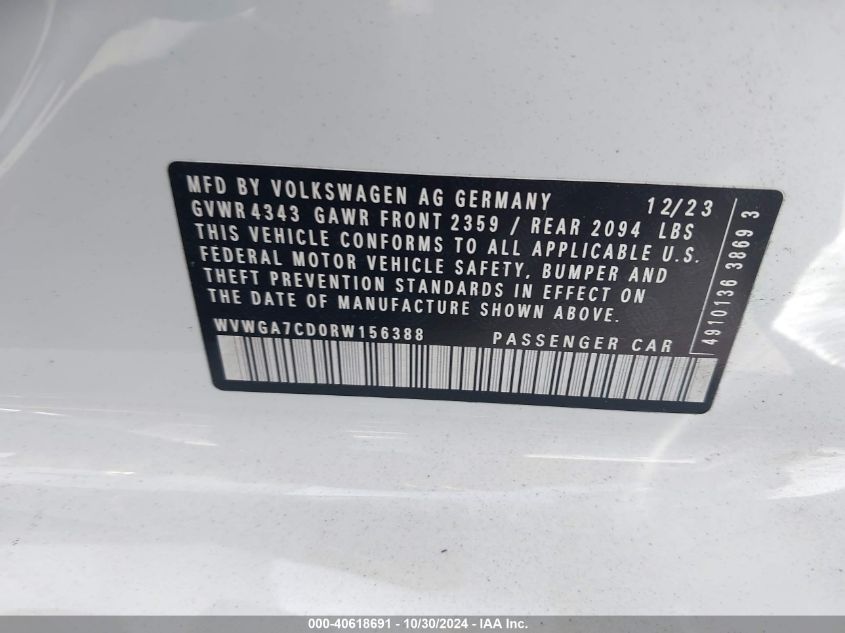 MFD BY VOLKSWAGEN AG GERMANY 12/23
GVWR 4343 GAWR FRONT 2359 / REAR 2094 LBS
THIS VEHICLE CONFORMS TO ALL APPLICABLE U.S.
FEDERAL MOTOR VEHICLE SAFETY, BUMPER AND
THEFT PREVENTION STANDARDS IN EFFECT ON
THE DATE OF MANUFACTURE SHOWN ABOVE.
WVWGA7CD0RW156388 PASSENGER CAR
4910136 3869 3
000-40618691 - 10/30/2024 - IAA Inc.